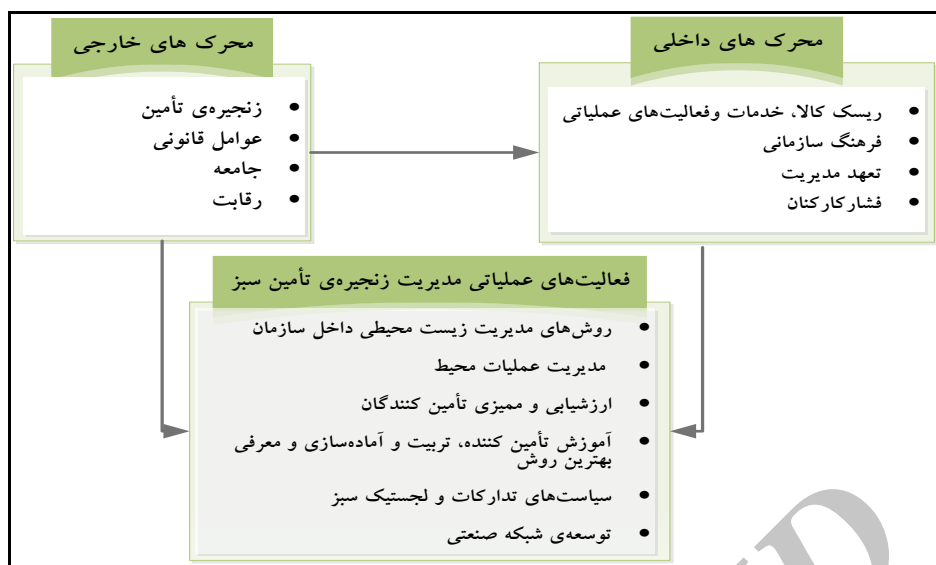 محرک های داخلی
• ریسک کالا، خدمات وفعالیت‌های عملیاتی
• فرهنگ سازمانی
• تعهد مدیریت
• فشارکارکنان
محرک های خارجی
• زنجیره‌ی تأمین
• عوامل قانونی
• جامعه
• رقابت
فعالیت‌های عملیاتی مدیریت زنجیره‌ی تأمین سبز
• روش‌های مدیریت زیست محیطی داخل سازمان
• مدیریت عملیات محیط
• ارزشیابی و ممیزی تأمین کنندگان
• آموزش تأمین کننده، تربیت و آماده‌سازی و معرفی
بهترین روش
• سیاست‌های تدارکات و لجستیک سبز
• توسعه‌ی شبکه صنعتی